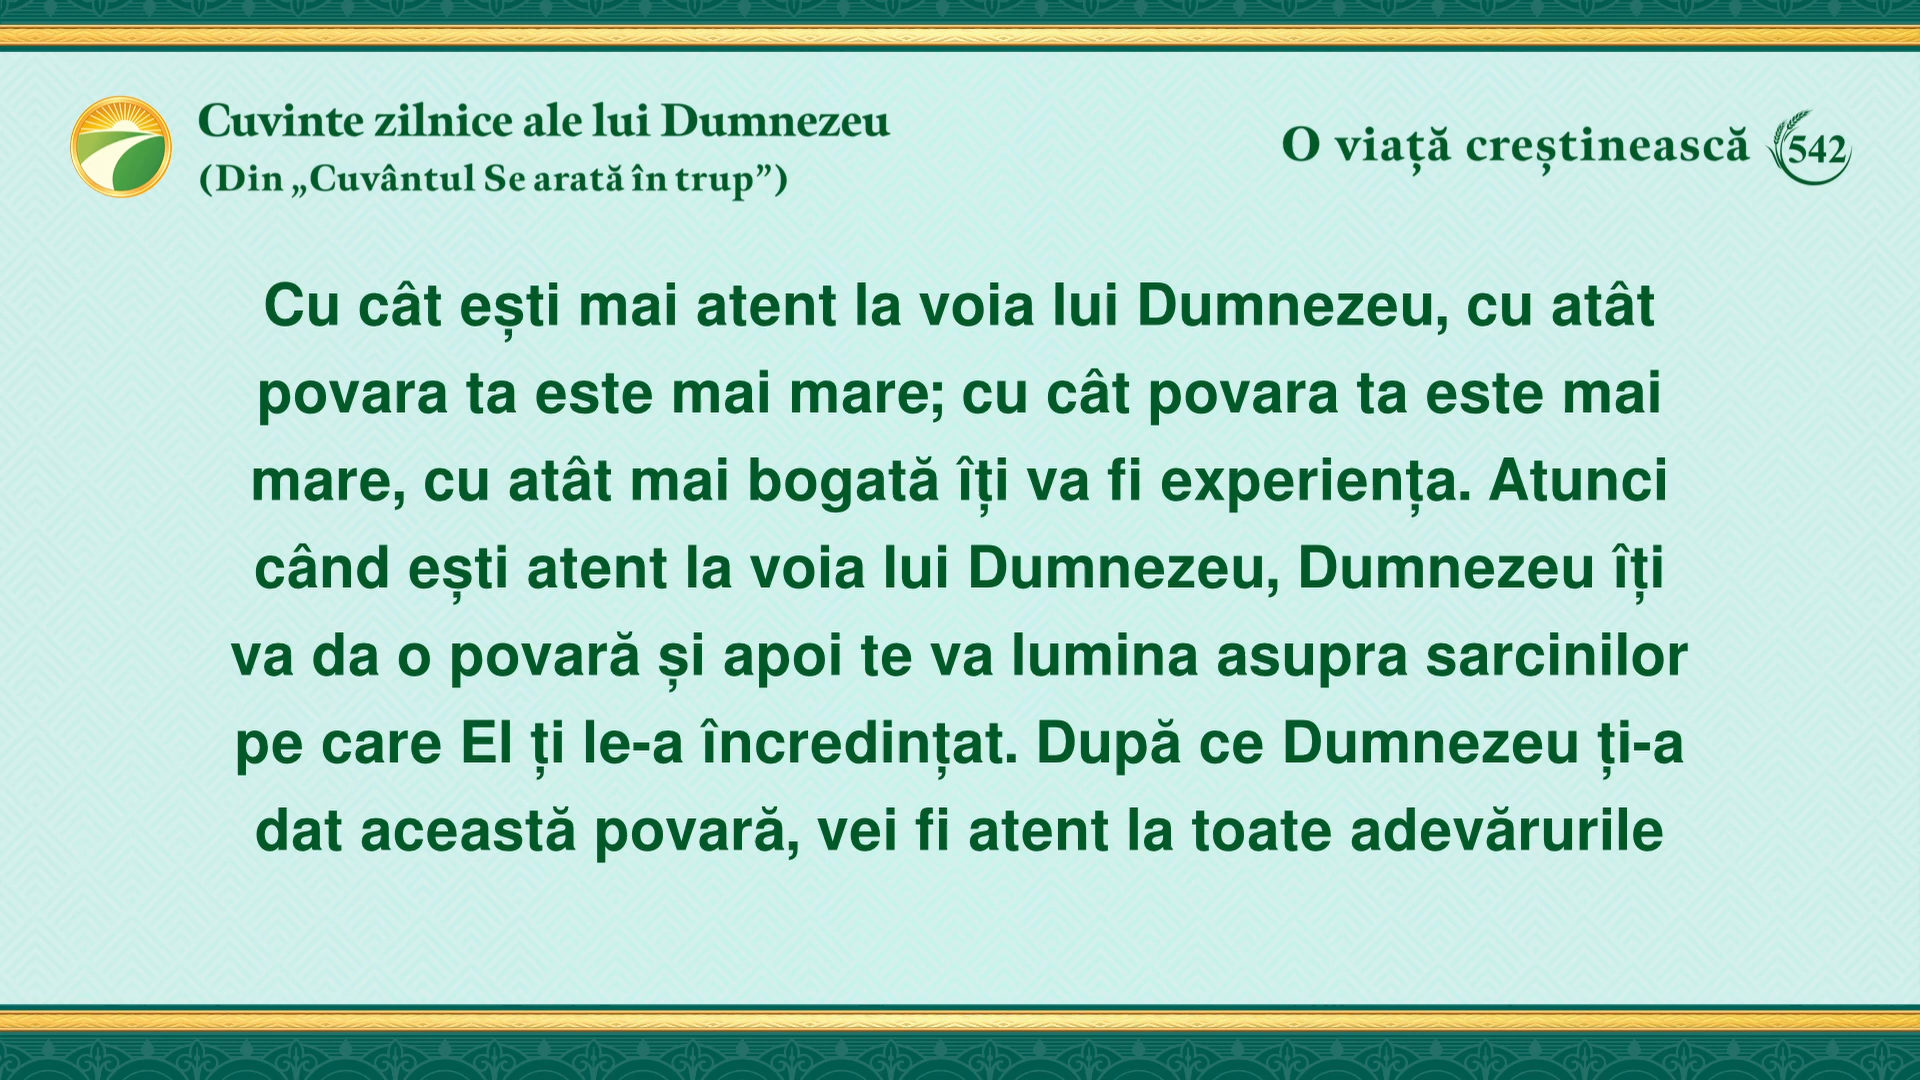 Cuvinte zilnice ale lui Dumnezeu
(Din „Cuvântul Se arată în trup”)
O viață creștinească 542
Cu cât ești mai atent la voia lui Dumnezeu, cu atât
povara ta este mai mare; cu cât povara ta este mai
mare, cu atât mai bogată îți va fi experiența. Atunci
când ești atent la voia lui Dumnezeu, Dumnezeu îți
va da o povară și apoi te va lumina asupra sarcinilor
pe care El ți le-a încredințat. După ce Dumnezeu ți-a
dat această povară, vei fi atent la toate adevărurile